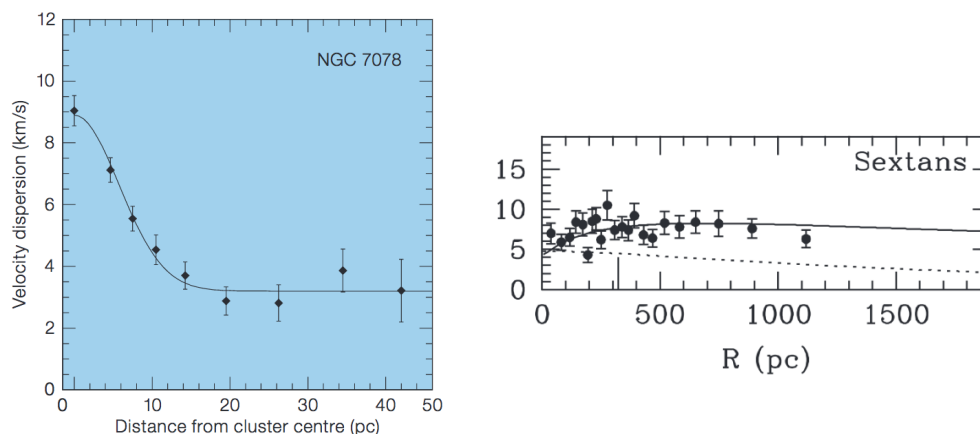 12
10
8
6
4
2
0
Velocity dispersion (km/s)
NGC 7078
0 10 20 30 40 50
Distance from cluster centre (pc)
Sextans
15
10
5
0
0 500 1000 1500
R (pc)